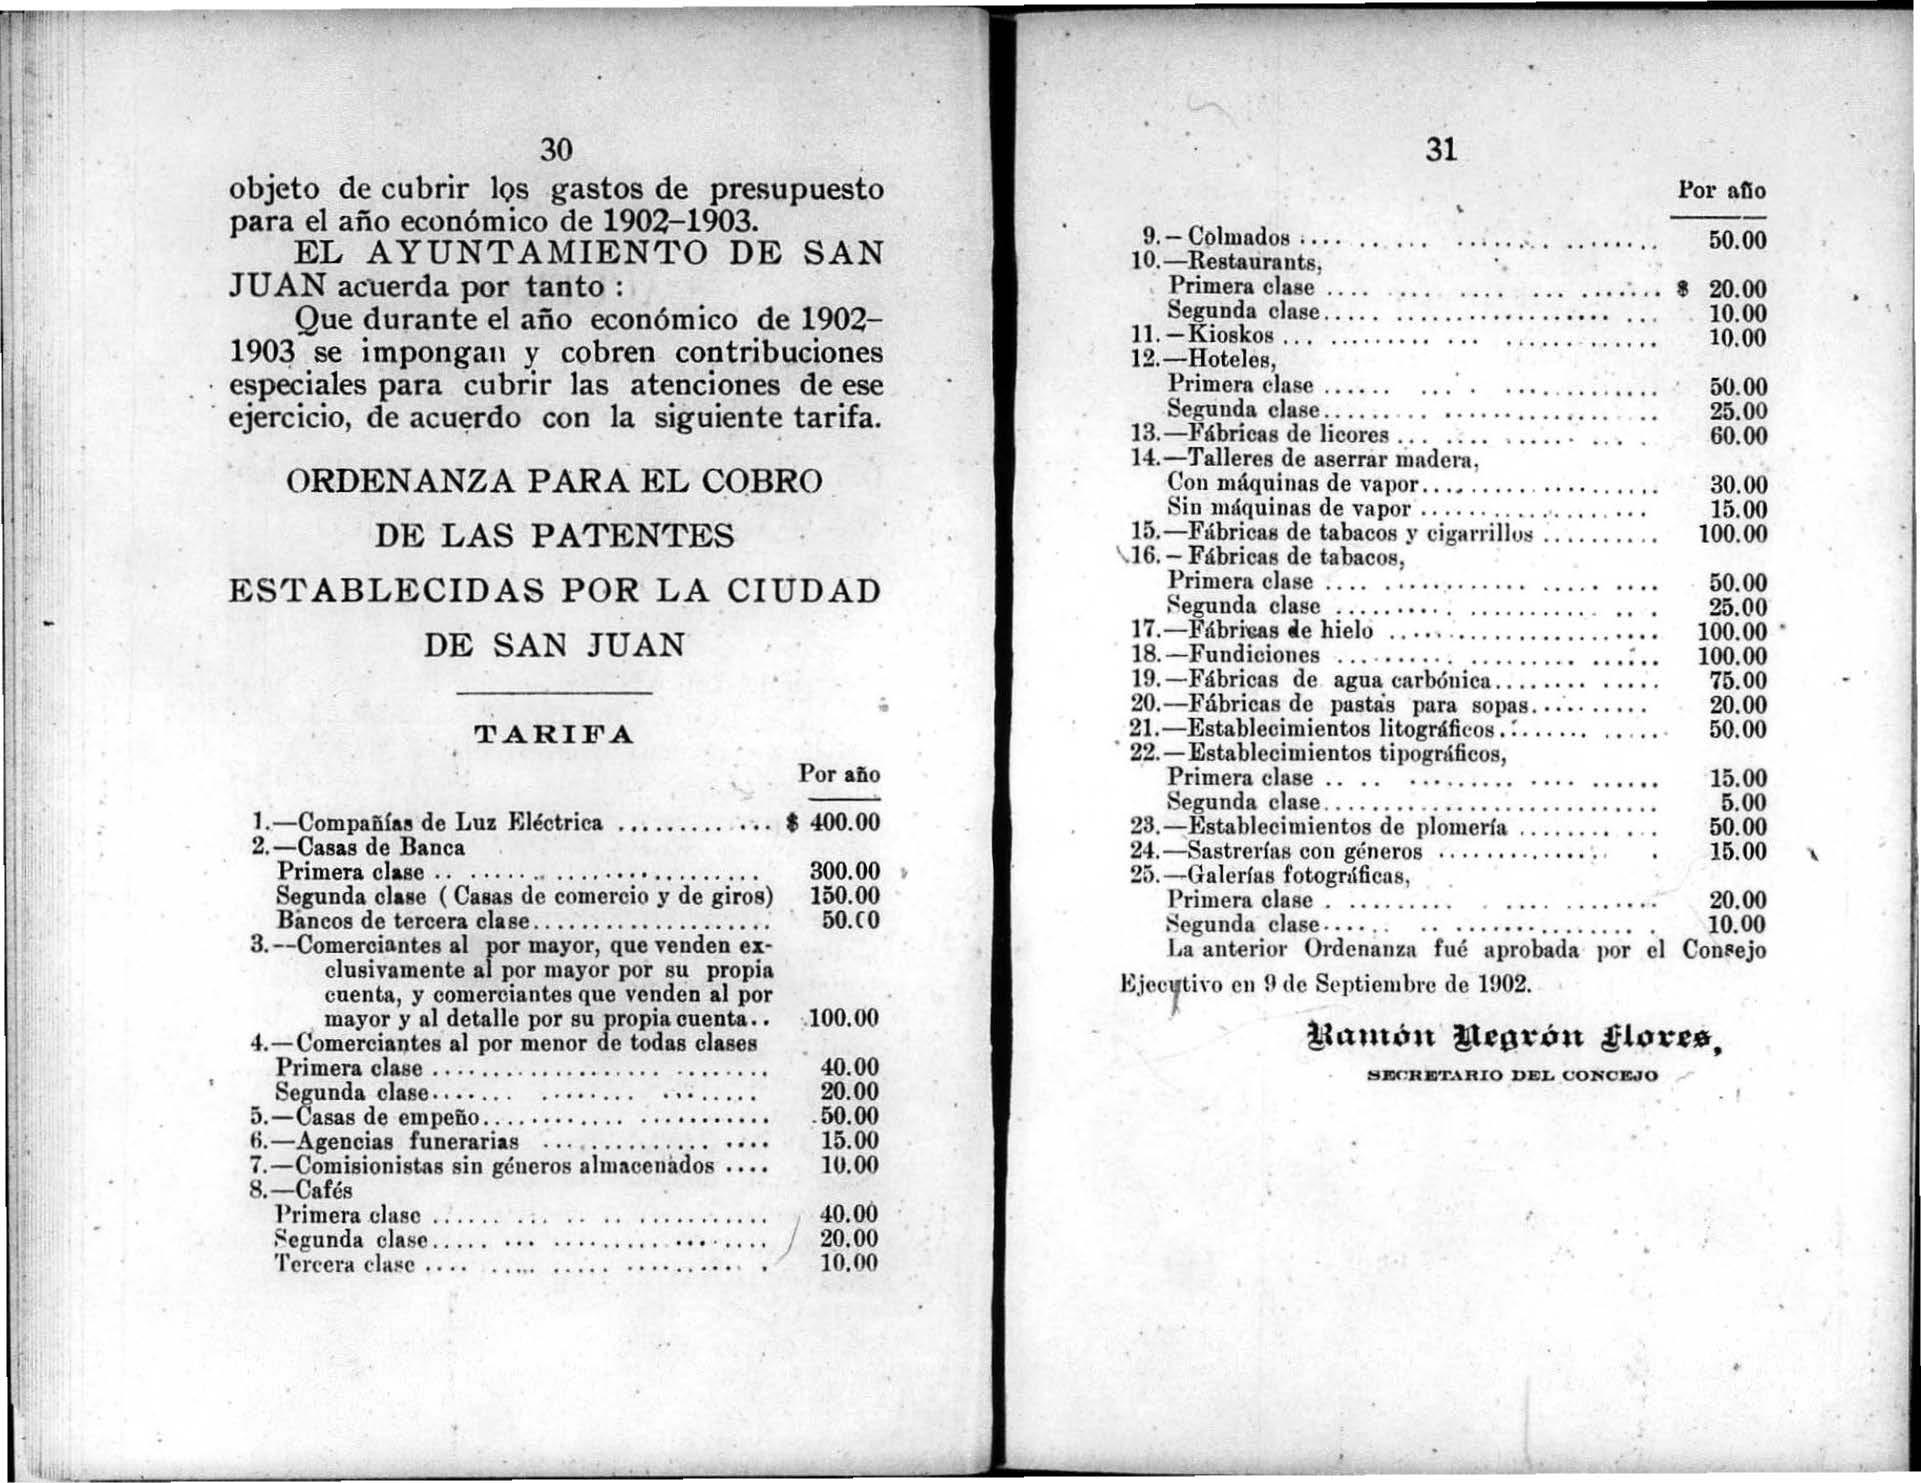 30
objeto de cubrir los gastos de presupuesto
para el año económico de 1902–1903.
EL AYUNTAMIENTO DE SAN
JUAN acuerda por tanto :
Que durante el año económico de 1902–
1903 se impongan y cobren contribuciones
especiales para cubrir las atenciones de ese
ejercicio, de acuerdo con la siguiente tarifa.
ORDENANZA PARA EL COBRO
DE LAS PATENTES
ESTABLECIDAS POR LA CIUDAD
DE SAN JUAN
TARIFA
Por año
1.—Compañías de Luz Eléctrica ............ $ 400.00
2.—Casas de Banca
Primera clase .................... 300.00
Segunda clase ( Casas de comercio y de giros) 150.00
Bancos de tercera clase.................... 50.00
3.--Comerciantes al por mayor, que venden ex-
clusivamente al por mayor por su propia
cuenta, y comerciantes que venden al por
mayor y al detalle por su propia cuenta.. 100.00
4.—Comerciantes al por menor de todas clases
Primera clase .................... 40.00
Segunda clase.................... 20.00
5.—Casas de empeño.................... 50.00
6.—Agencias funerarias .................... 15.00
7.—Comisionistas sin géneros almacenados .... 10.00
8.—Cafés
Primera clase .................... 40.00
Segunda clase.................... 20.00
Tercera clase .................... 10.00
31
Por año
9.—Colmados .................... 50.00
10.—Restaurants,
Primera clase .................... $ 20.00
Segunda clase.................... 10.00
11.—Kioskos .................... 10.00
12.—Hoteles,
Primera clase .................... 50.00
Segunda clase.................... 25.00
13.—Fábricas de licores .................... 60.00
14.—Talleres de aserrar madera,
Con máquinas de vapor.................... 30.00
Sin máquinas de vapor .................... 15.00
15.—Fábricas de tabacos y cigarrillos .......... 100.00
16.—Fábricas de tabacos,
Primera clase .................... 50.00
Segunda clase .................... 25.00
17.—Fábricas de hielo .................... 100.00
18.—Fundiciones .................... 100.00
19.—Fábricas de agua carbónica............. 75.00
20.—Fábricas de pastas para sopas.......... 20.00
21.—Establecimientos litográficos............. 50.00
22.—Establecimientos tipográficos,
Primera clase .................... 15.00
Segunda clase.................... 5.00
23.—Establecimientos de plomería ............ 50.00
24.—Sastrerías con géneros .............. 15.00
25.—Galerías fotográficas,
Primera clase .................... 20.00
Segunda clase.................... 10.00
La anterior Ordenanza fué aprobada por el Consejo
Ejecutivo en 9 de Septiembre de 1902.
Ramón Negrón Flores,
SECRETARIO DEL CONCEJO